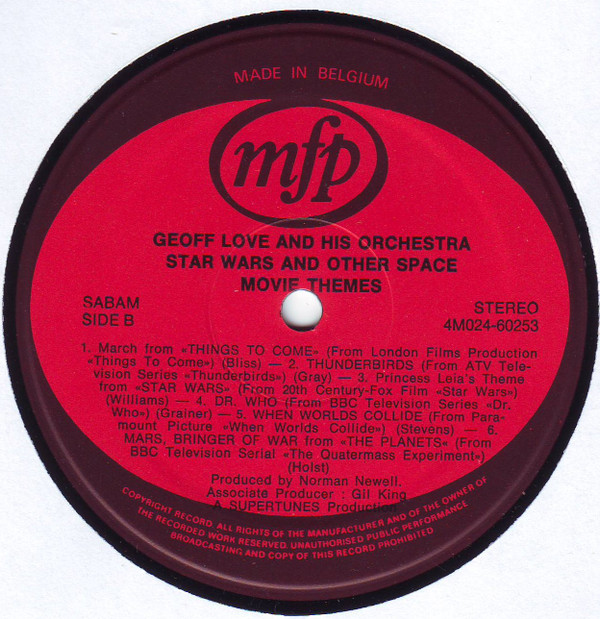 MADE IN BELGIUM
mfp
GEOFF LOVE AND HIS ORCHESTRA
STAR WARS AND OTHER SPACE
MOVIE THEMES
SABAM
SIDE B
STEREO
4M024-60253
1. March from «THINGS TO COME» (From London Films Production
«Things To Come») (Bliss) — 2. THUNDERBIRDS (From ATV Tele-
vision Series «Thunderbirds») (Gray) — 3. Princess Leia's Theme
from «STAR WARS» (From 20th Century-Fox Film «Star Wars»)
(Williams) — 4. DR. WHO (From BBC Television Series «Dr.
Who») (Grainer) — 5. WHEN WORLDS COLLIDE (From Para-
mount Picture «When Worlds Collide») (Stevens) — 6.
MARS, BRINGER OF WAR from «THE PLANETS« (From
BBC Television Serial «The Quatermass Experiment»)
(Holst)
Produced by Norman Newell.
Associate Producer : Gil King
A SUPERTUNES Production
COPYRIGHT RECORD. ALL RIGHTS OF THE MANUFACTURER AND OF THE OWNER OF
THE RECORDED WORK RESERVED. UNAUTHORISED PUBLIC PERFORMANCE
BROADCASTING AND COPY OF THIS RECORD PROHIBITED